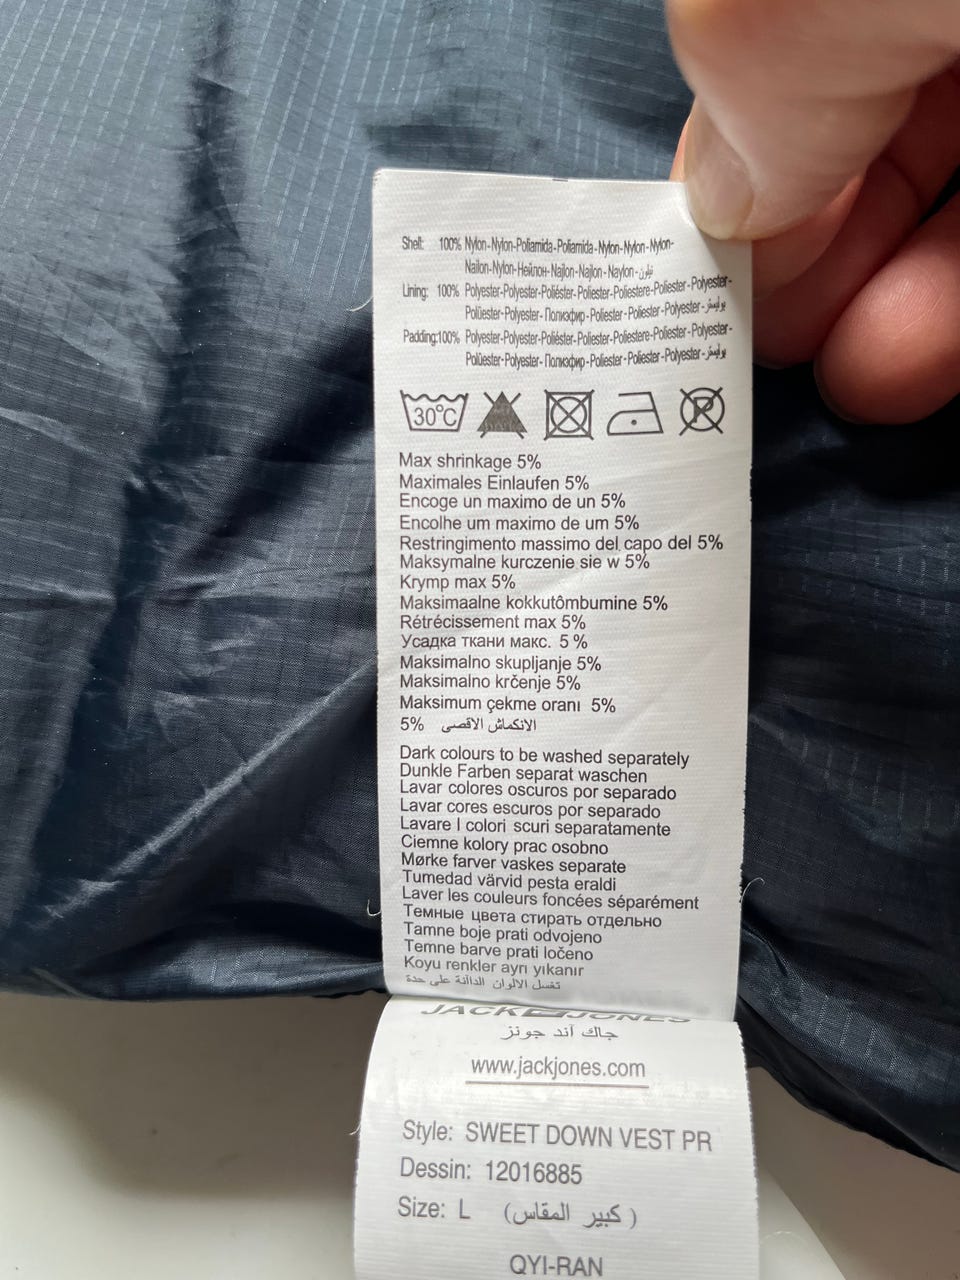 Shell: 100% Nylon-Nylon-Poliamida-Poliamida-Nylon-Nylon-Nylon-
Nailon-Nylon-Нейлон-Najlon-Najlon-Naylon-نيلون
Lining: 100% Polyester-Polyester-Poliéster-Poliester-Poliestere-Poliester-Polyester-
Polüester-Polyester-Полиэфир-Poliester-Poliester-Polyester-بوليستر
Padding:100% Polyester-Polyester-Poliéster-Poliester-Poliestere-Poliester-Polyester-
Polüester-Polyester-Полиэфир-Poliester-Poliester-Polyester-بوليستر
30°C P
Max shrinkage 5%
Maximales Einlaufen 5%
Encoge un maximo de un 5%
Encolhe um maximo de um 5%
Restringimento massimo del capo del 5%
Maksymalne kurczenie sie w 5%
Krymp max 5%
Maksimaalne kokkutômbumine 5%
Rétrécissement max 5%
Усадка ткани макс. 5 %
Maksimalno skupljanje 5%
Maksimalno krčenje 5%
Maksimum çekme oranı 5%
5% الانكماش الاقصى
Dark colours to be washed separately
Dunkle Farben separat waschen
Lavar colores oscuros por separado
Lavar cores escuros por separado
Lavare l colori scuri separatamente
Ciemne kolory prac osobno
Mørke farver vaskes separate
Tumedad värvid pesta eraldi
Laver les couleurs foncées séparément
Темные цвета стирать отдельно
Tamne boje prati odvojeno
Temne barve prati ločeno
Koyu renkler ayrı yıkanır
تغسل الالوان الداآنة على حدة
JACK JONES
جاك آند جونز
www.jackjones.com
Style: SWEET DOWN VEST PR
Dessin: 12016885
Size: L (كبير المقاس)
QYI-RAN